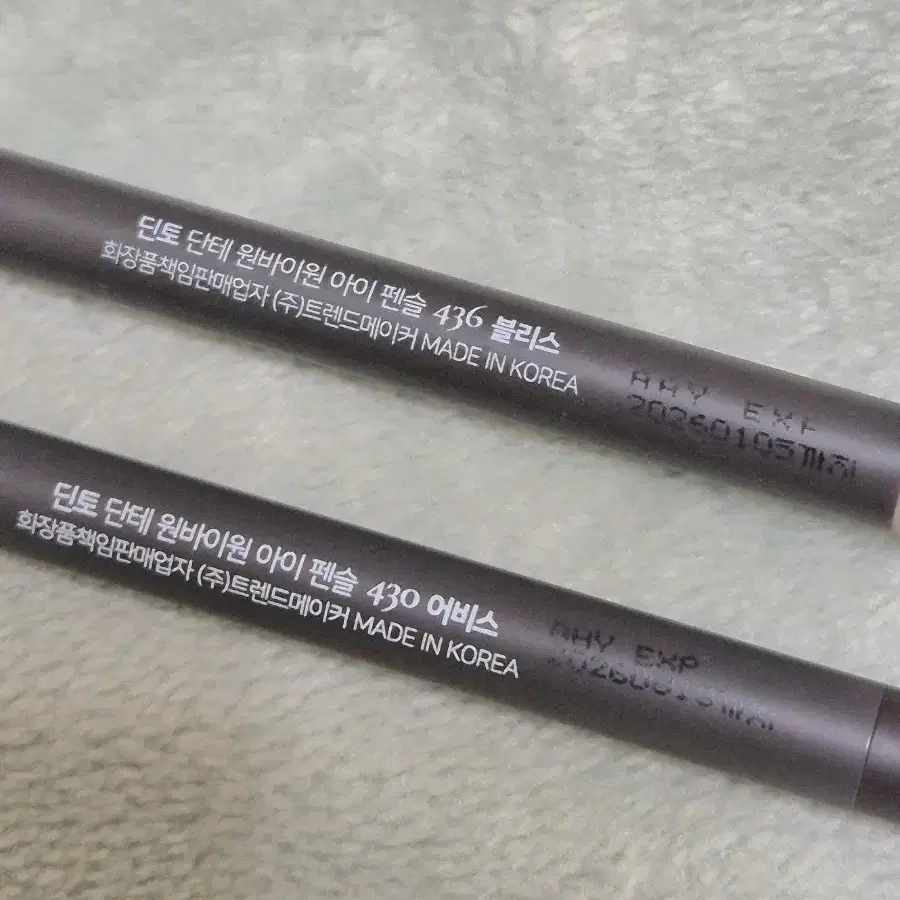 딘토 단테 원바이원 아이 펜슬 436 블리스
화장품책임판매업자 (주)트렌드메이커 MADE IN KOREA
AHY EXP
20260105까지
딘토 단테 원바이원 아이 펜슬 430 어비스
화장품책임판매업자 (주)트렌드메이커 MADE IN KOREA
AHY EXP